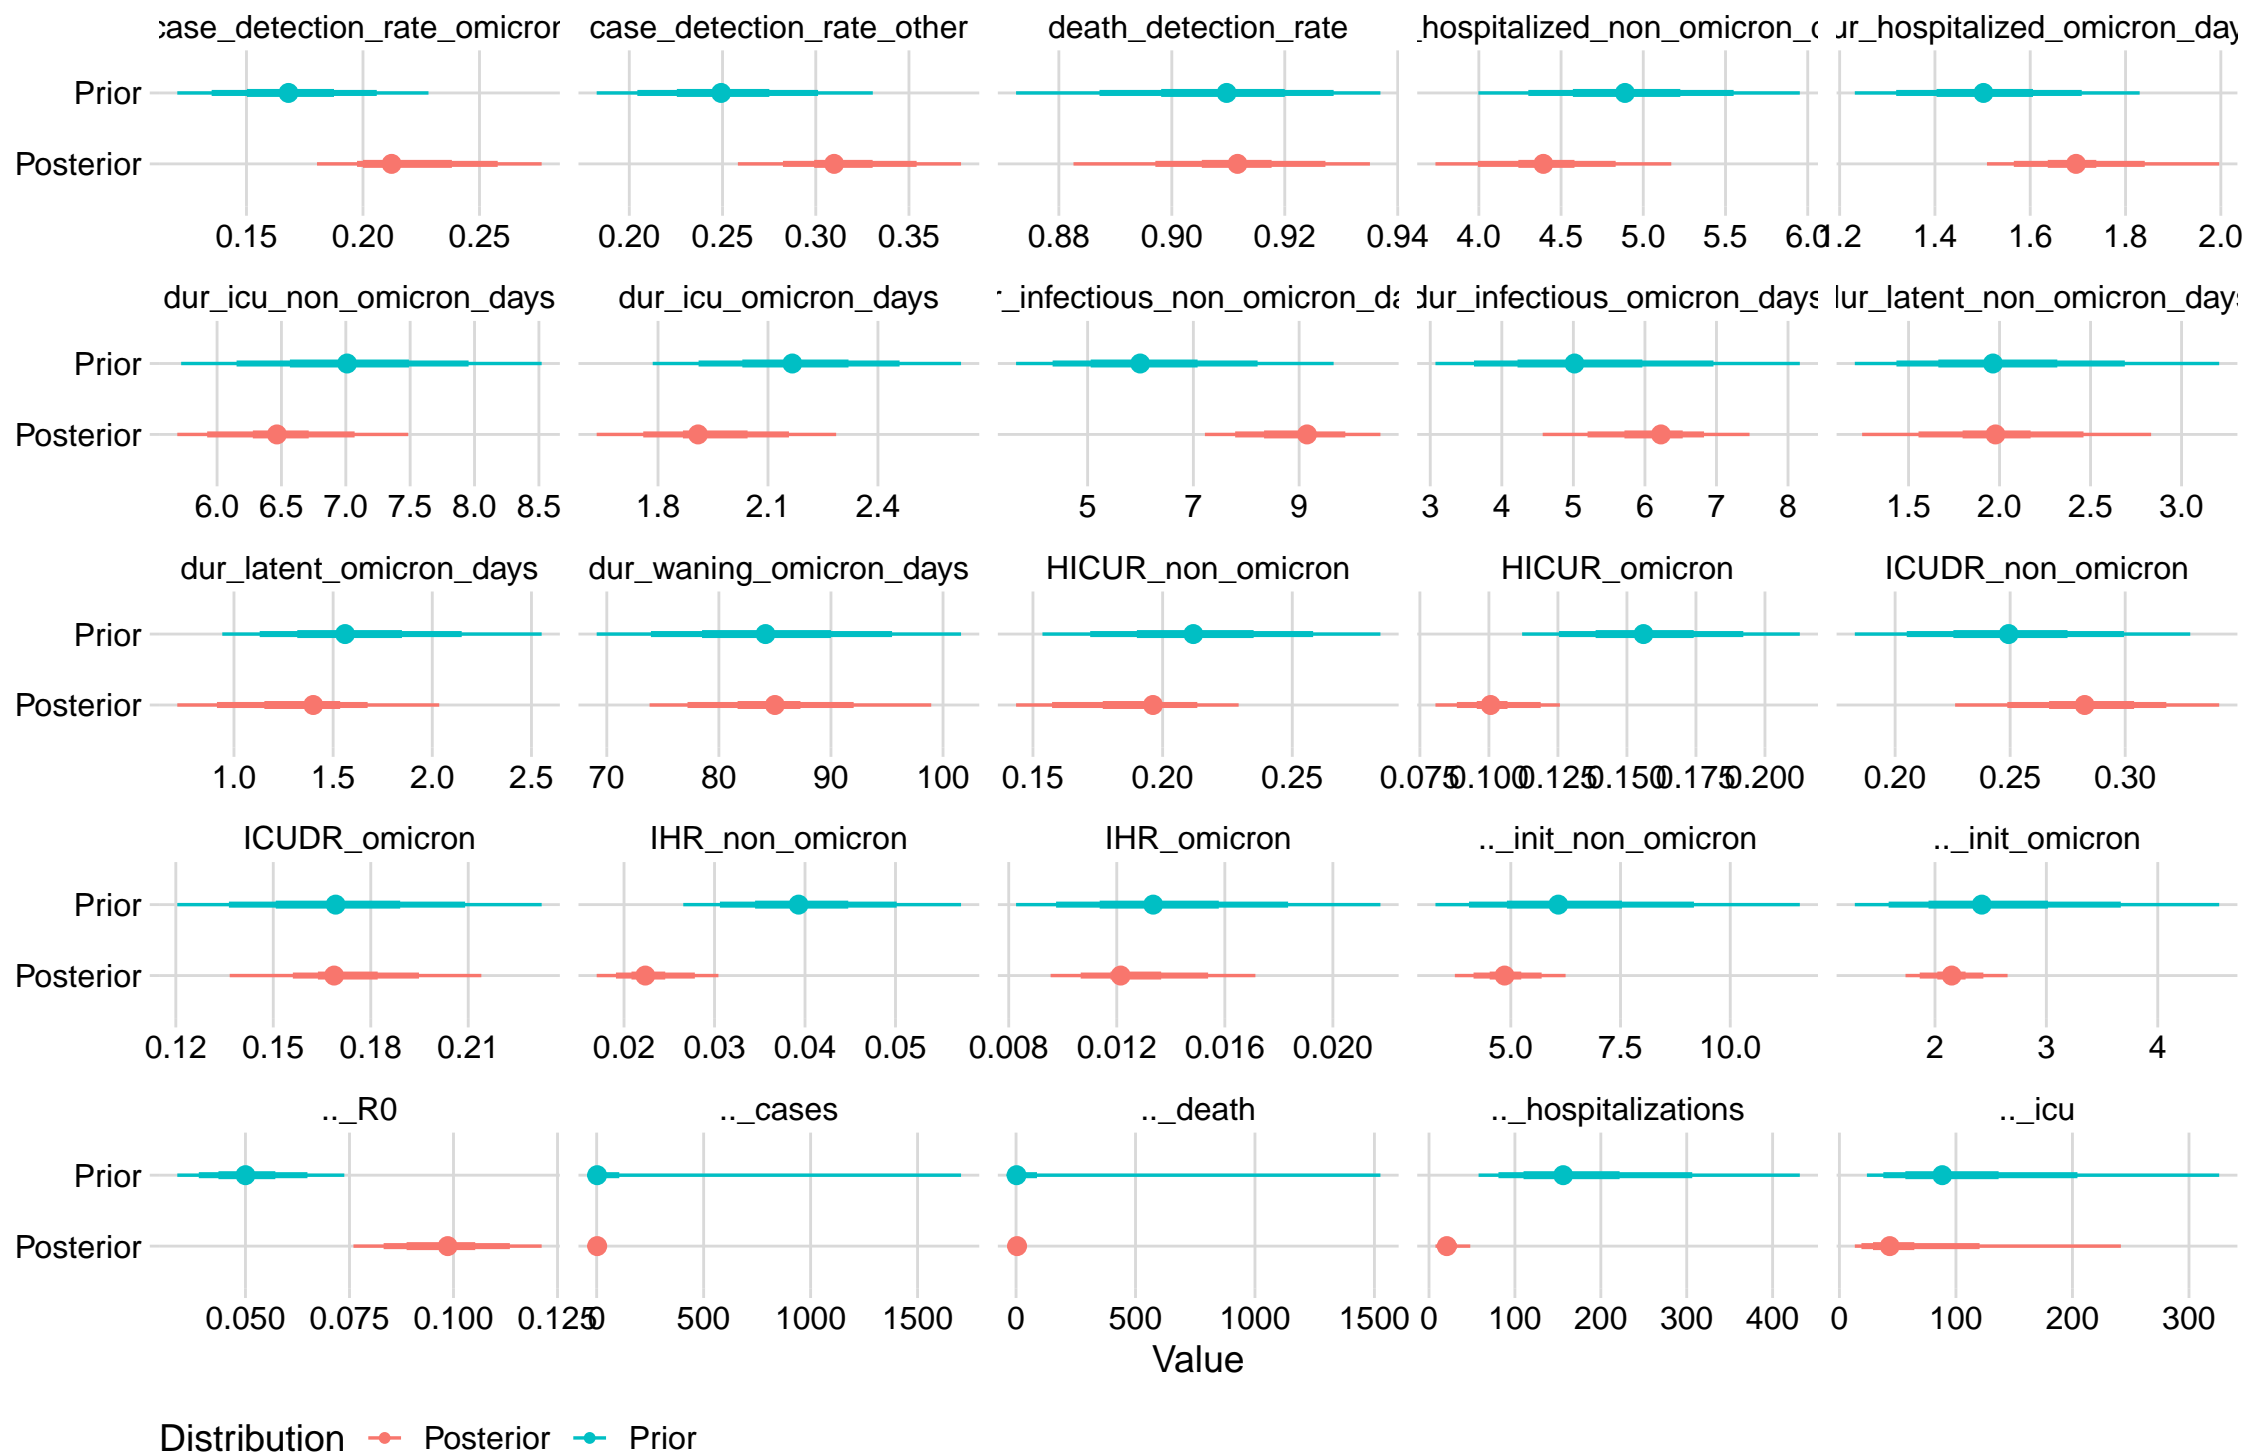 case_detection_rate_omicron case_detection_rate_other death_detection_rate _hospitalized_non_omicron_d ur_hospitalized_omicron_day
Prior
Posterior
0.15 0.20 0.25 0.20 0.25 0.30 0.35 0.88 0.90 0.92 0.94 4.0 4.5 5.0 5.5 6.0 1.2 1.4 1.6 1.8 2.0
dur_icu_non_omicron_days dur_icu_omicron_days r_infectious_non_omicron_da dur_infectious_omicron_days dur_latent_non_omicron_days
Prior
Posterior
6.0 6.5 7.0 7.5 8.0 8.5 1.8 2.1 2.4 5 7 9 3 4 5 6 7 8 1.5 2.0 2.5 3.0
dur_latent_omicron_days dur_waning_omicron_days HICUR_non_omicron HICUR_omicron ICUDR_non_omicron
Prior
Posterior
1.0 1.5 2.0 2.5 70 80 90 100 0.15 0.20 0.25 0.075 0.100 0.125 0.150 0.175 0.200 0.20 0.25 0.30
ICUDR_omicron IHR_non_omicron IHR_omicron .._init_non_omicron .._init_omicron
Prior
Posterior
0.12 0.15 0.18 0.21 0.02 0.03 0.04 0.05 0.008 0.012 0.016 0.020 5.0 7.5 10.0 2 3 4
.._R0 .._cases .._death .._hospitalizations .._icu
Prior
Posterior
0.050 0.075 0.100 0.125 0 500 1000 1500 0 500 1000 1500 0 100 200 300 400 0 100 200 300
Value
Distribution Posterior Prior